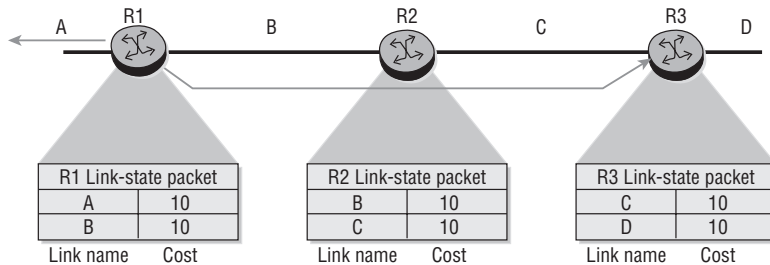 R1 R2 R3
A B C D
R1 Link-state packet
A 10
B 10
Link name Cost
R2 Link-state packet
B 10
C 10
Link name Cost
R3 Link-state packet
C 10
D 10
Link name Cost